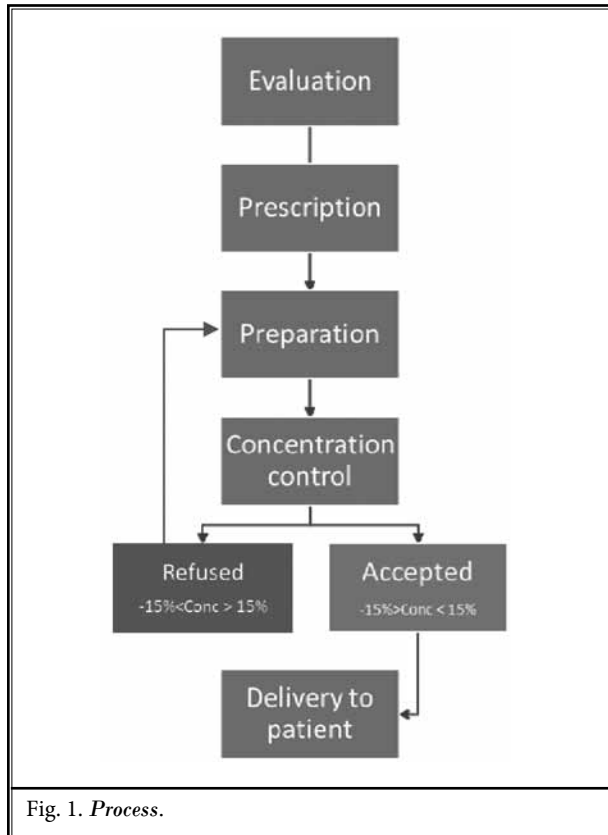 Evaluation
Prescription
Preparation
Concentration
control
Refused
-15%<Conc > 15%
Accepted
-15%>Conc < 15%
Delivery to
patient
Fig. 1. Process.